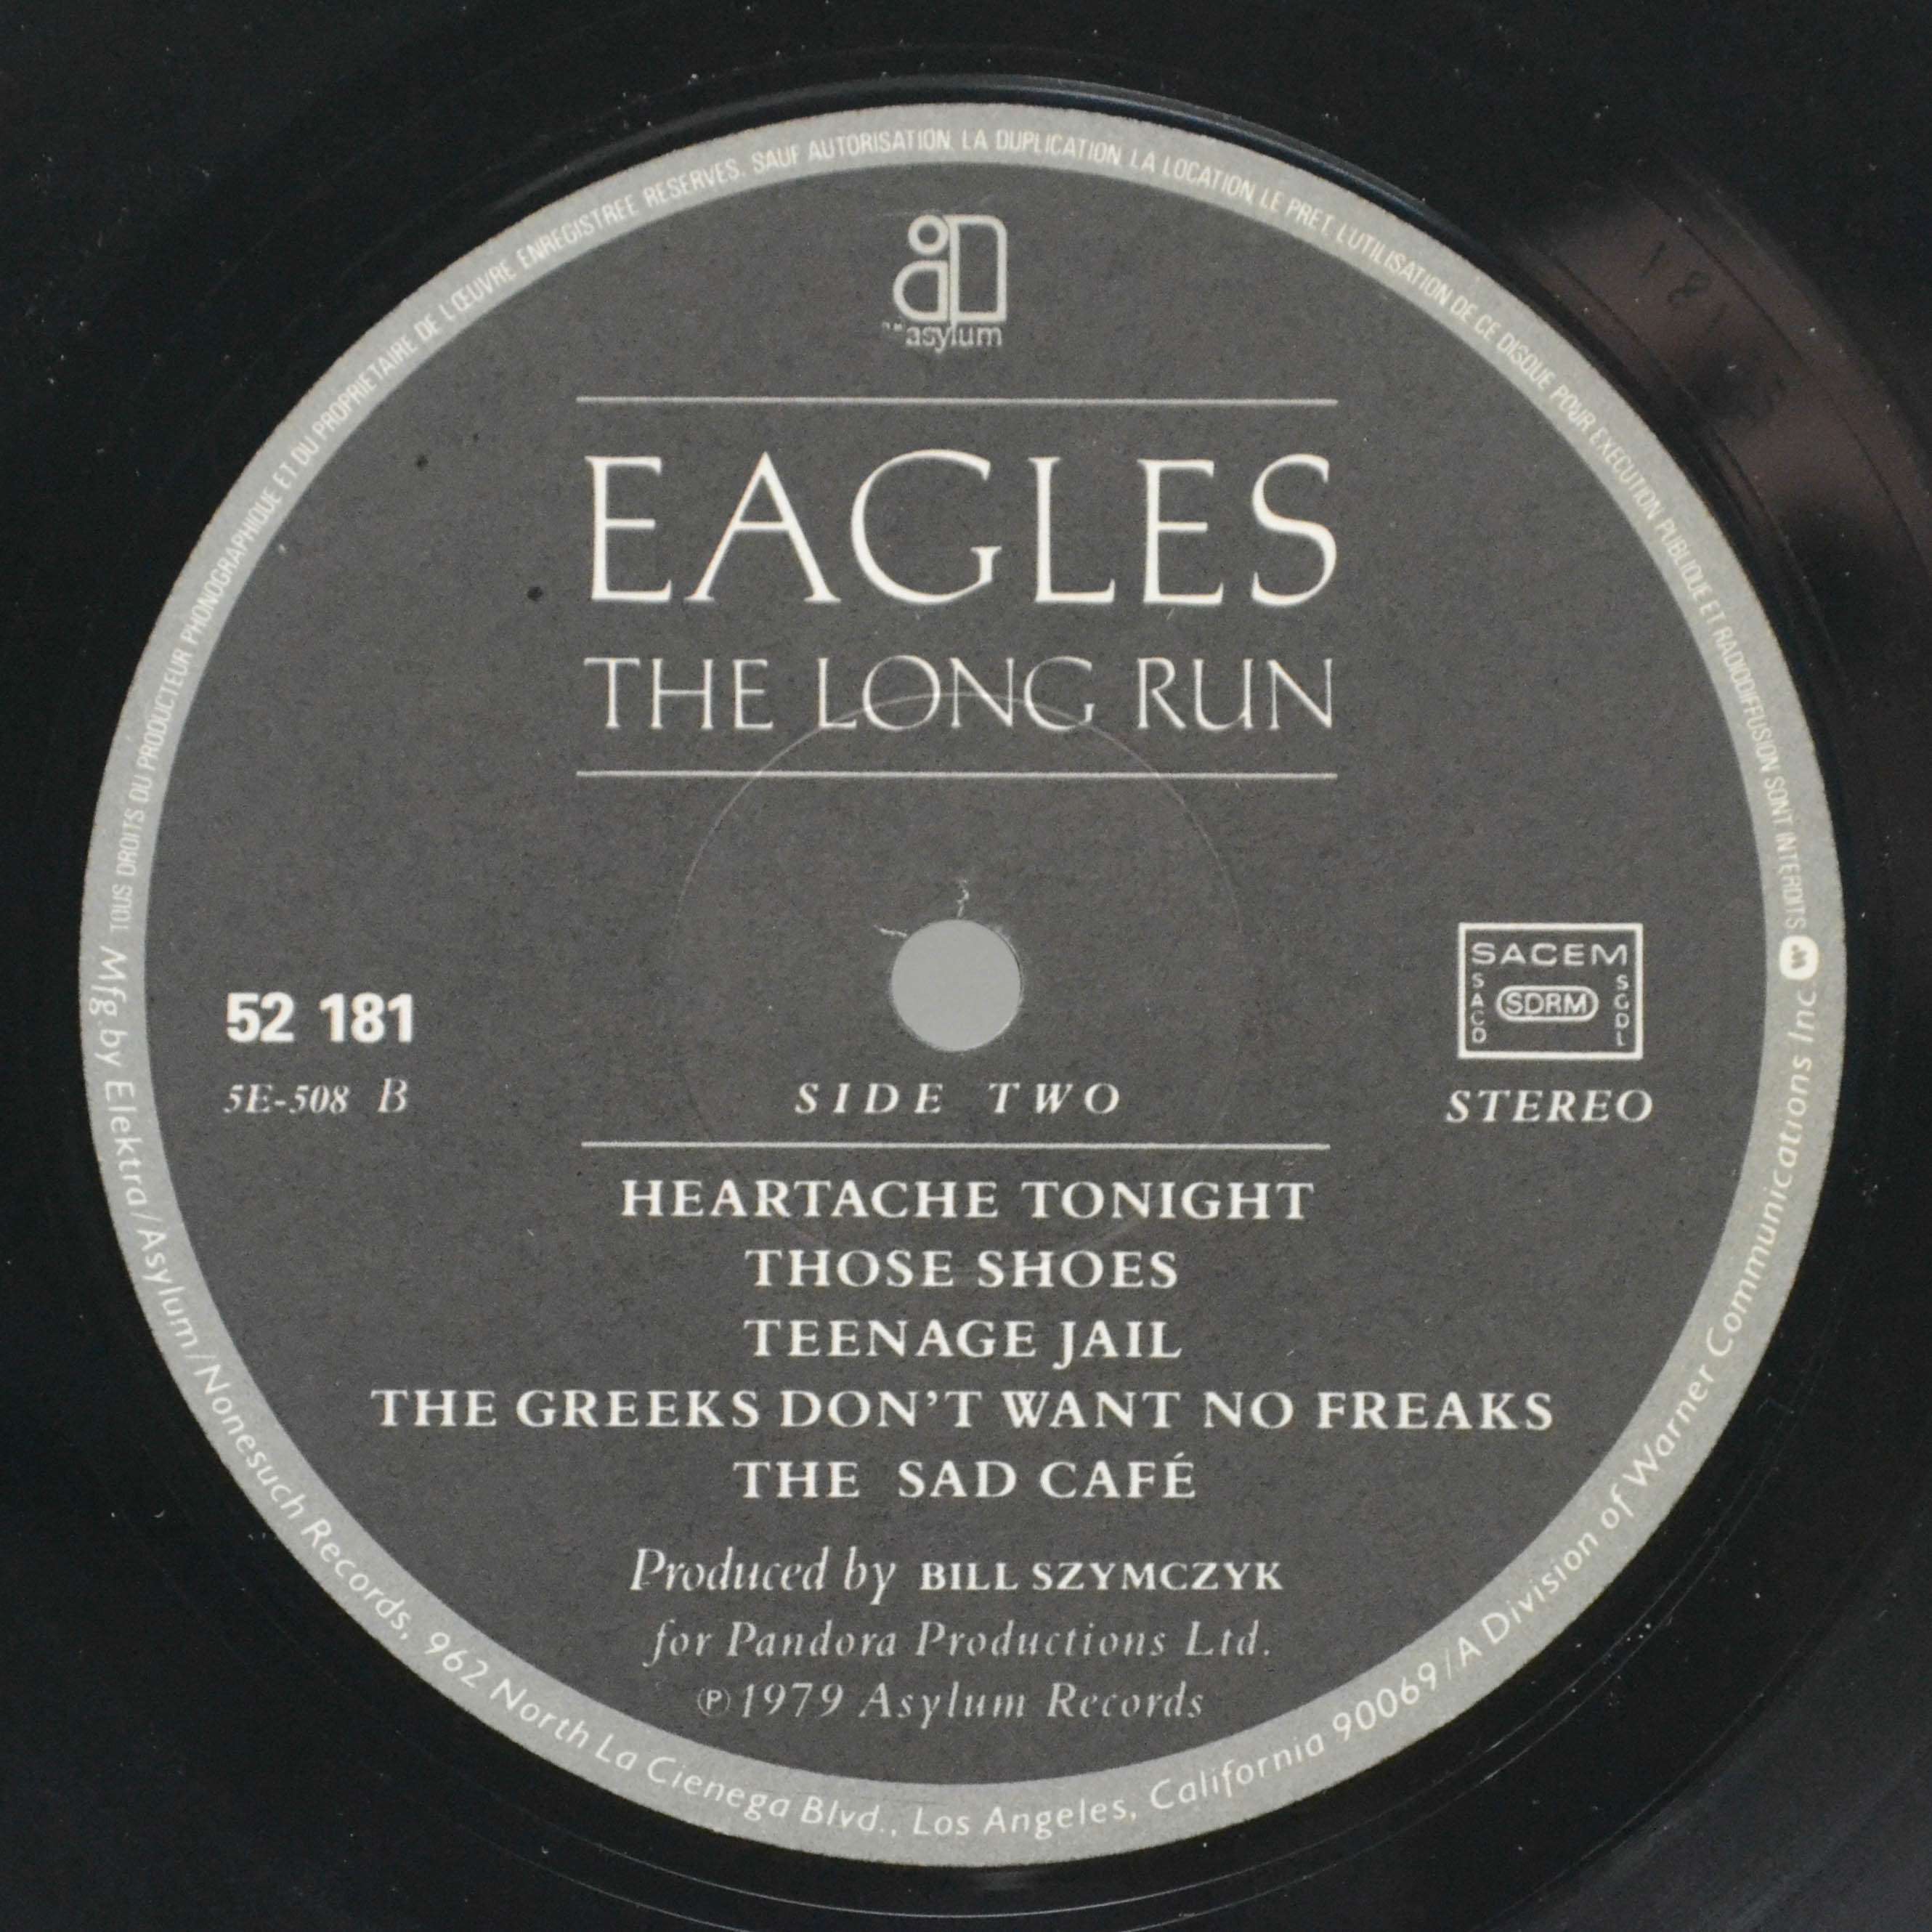 TOUS DROITS DU PRODUCTEUR PHONOGRAPHIQUE ET DU PROPRIETAIRE DE L'ŒUVRE ENREGISTREE RESERVES. SAUF AUTORISATION, LA DUPLICATION, LA LOCATION, LE PRET, L'UTILISATION DE CE DISQUE POUR EXECUTION PUBLIQUE ET RADIODIFFUSION SONT INTERDITS
TM asylum
EAGLES
THE LONG RUN
52 181
5E-508 B
SIDE TWO
SACEM
SACD
SDRM
SGDL
STEREO
HEARTACHE TONIGHT
THOSE SHOES
TEENAGE JAIL
THE GREEKS DON'T WANT NO FREAKS
THE SAD CAFÉ
Produced by BILL SZYMCZYK
for Pandora Productions Ltd.
℗1979 Asylum Records
Mfg. by Elektra/Asylum/Nonesuch Records, 962 North La Cienega Blvd., Los Angeles, California 90069/A Division of Warner Communications Inc.